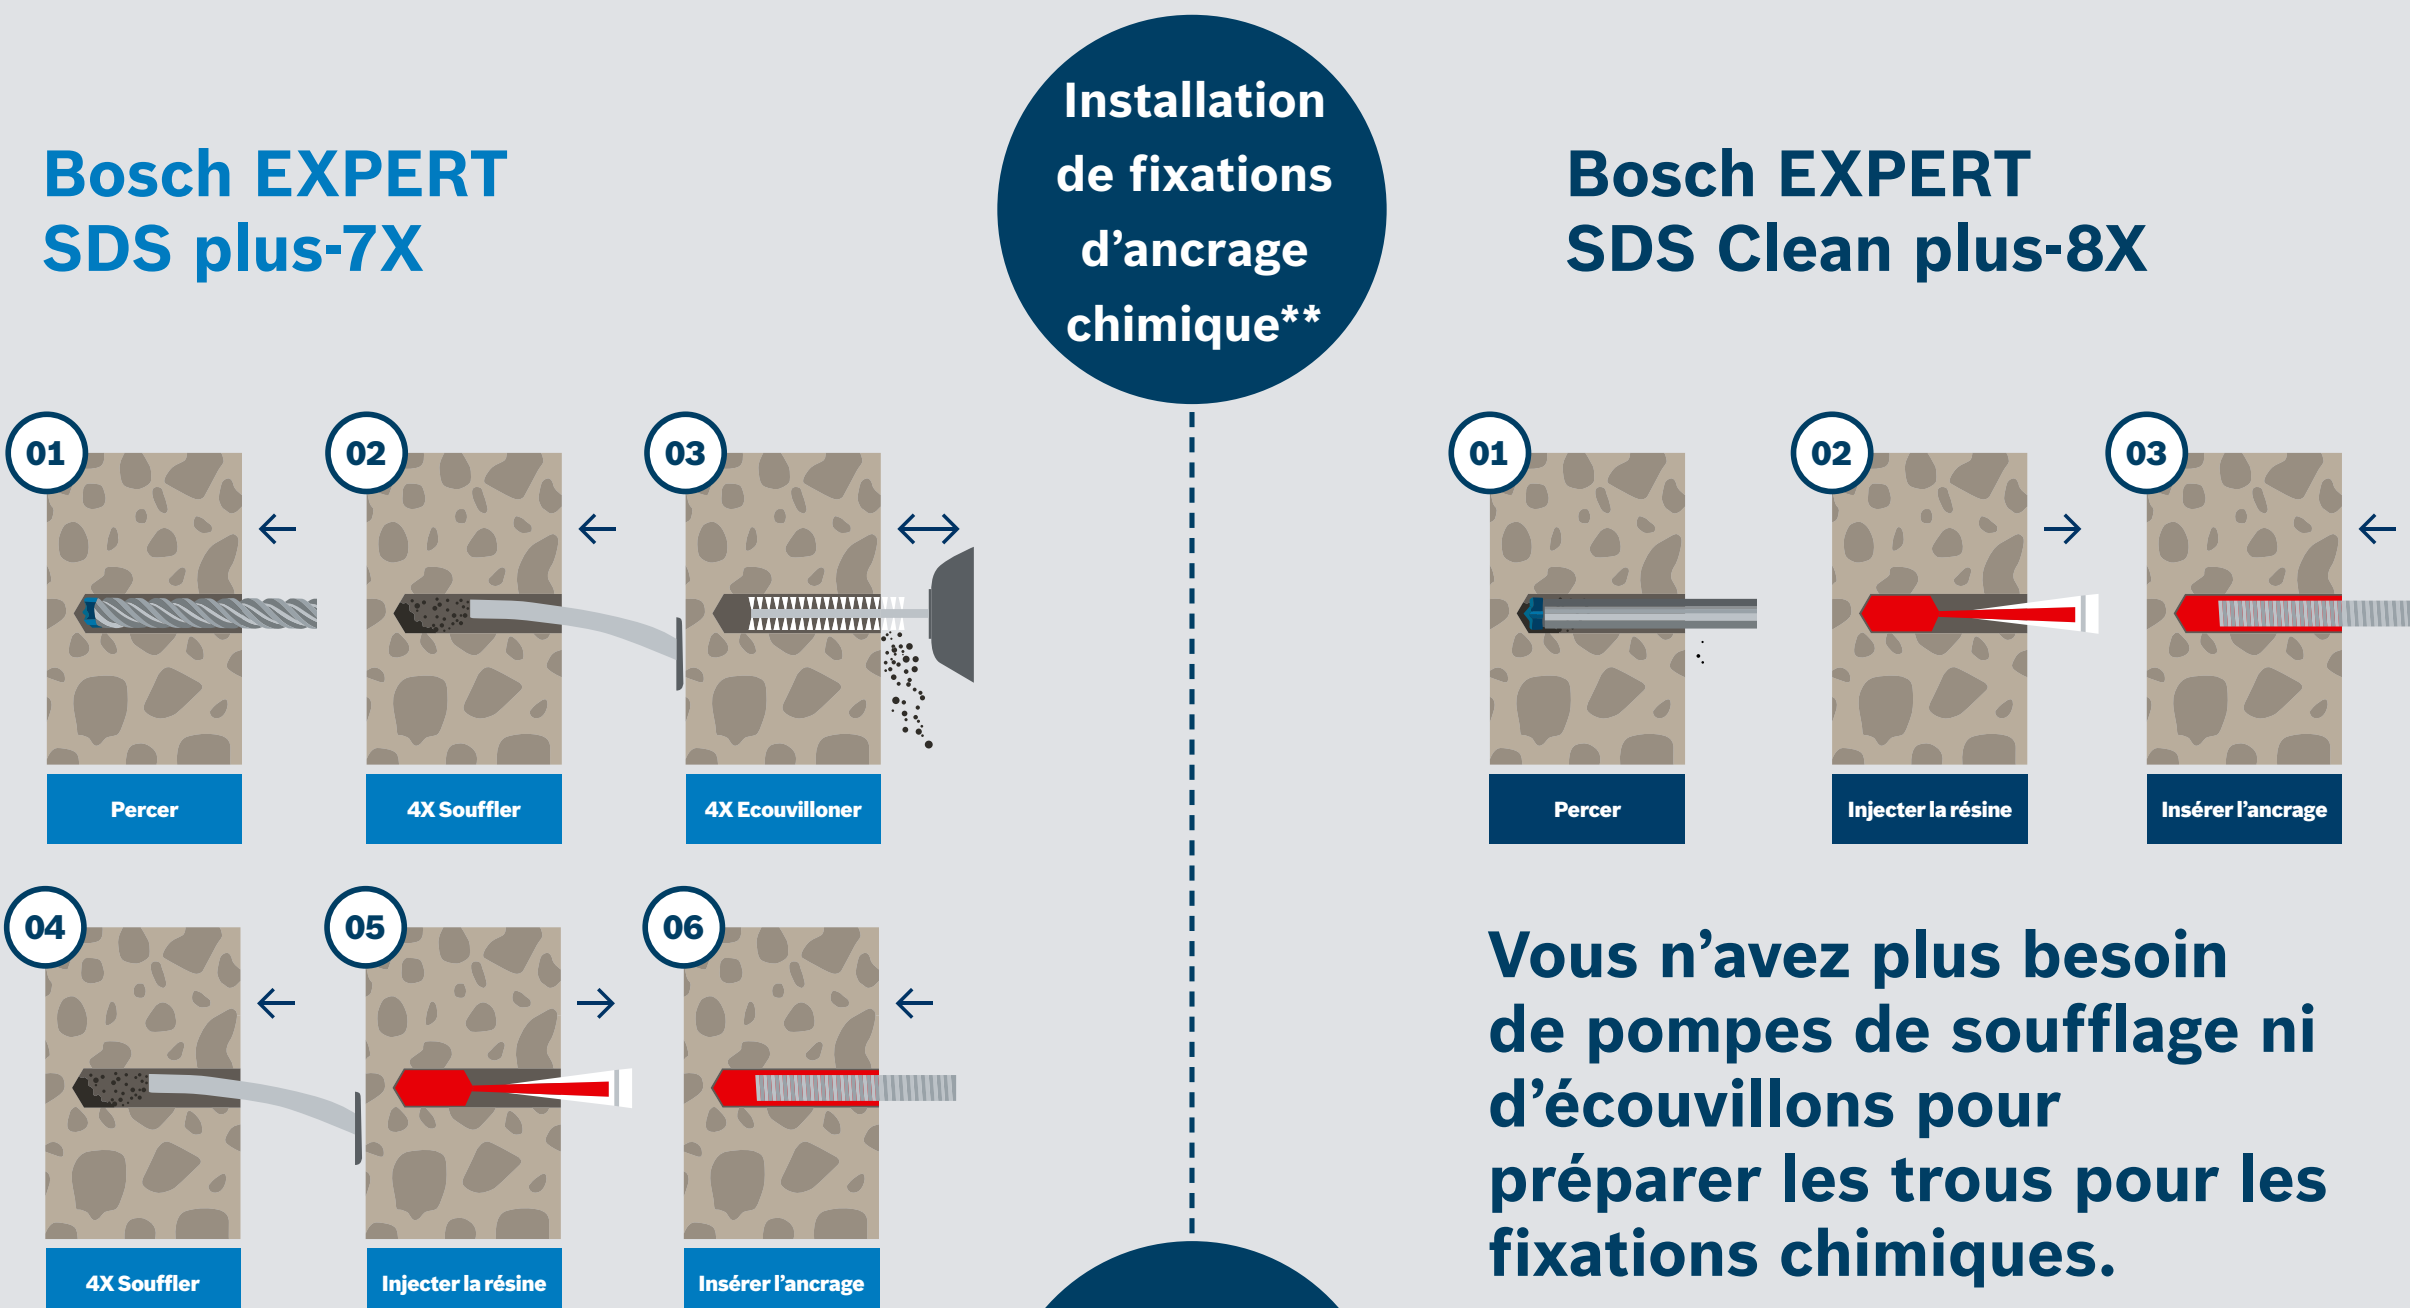 Bosch EXPERT
SDS plus-7X
Installation
de fixations
d’ancrage
chimique**
Bosch EXPERT
SDS Clean plus-8X
01
02
03
Percer
4X Souffler
4X Ecouvilloner
04
05
06
4X Souffler
Injecter la résine
Insérer l’ancrage
01
02
03
Percer
Injecter la résine
Insérer l’ancrage
Vous n’avez plus besoin
de pompes de soufflage ni
d’écouvillons pour
préparer les trous pour les
fixations chimiques.